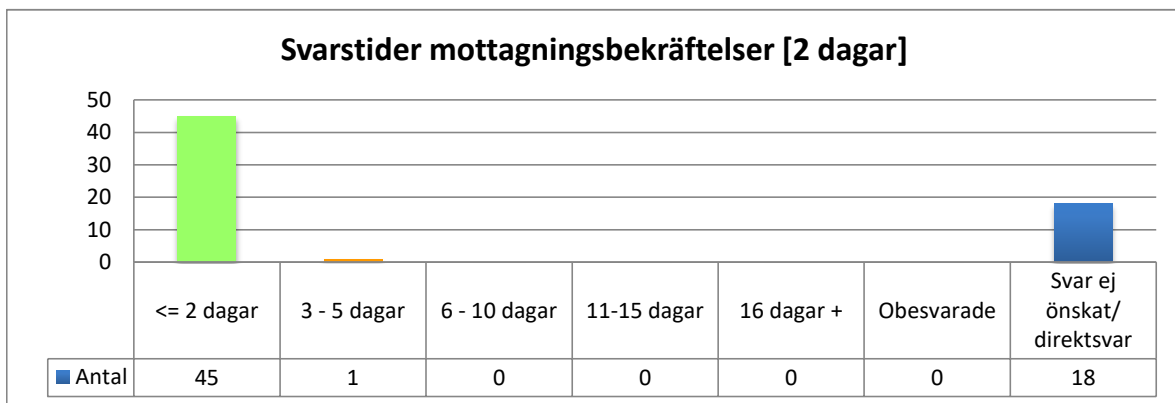 Svarstider mottagningsbekräftelser [2 dagar]
50
40
30
20
10
0
<= 2 dagar 3 - 5 dagar 6 - 10 dagar 11-15 dagar 16 dagar + Obesvarade Svar ej
önskat/
direktsvar
Antal 45 1 0 0 0 0 18